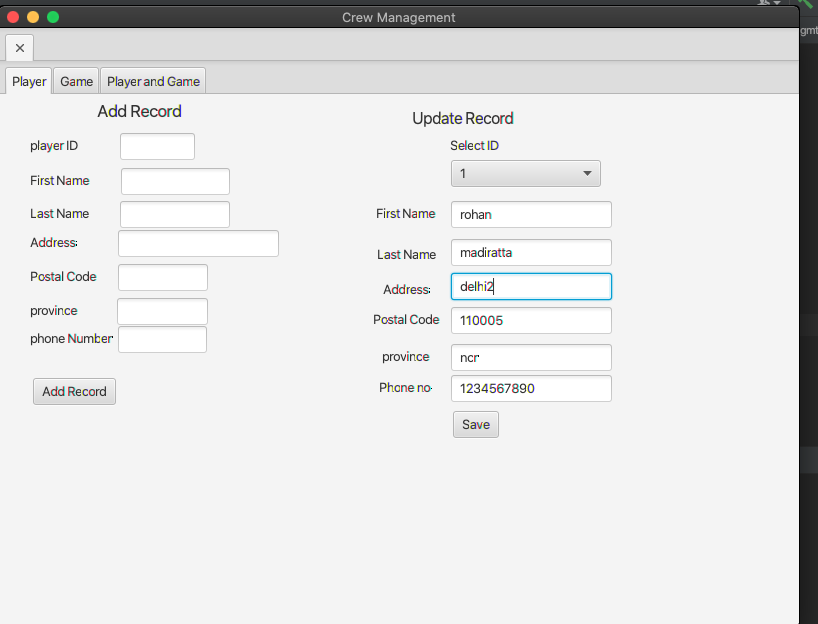 Crew Management
gmt
Player Game Player and Game
Add Record
player ID
First Name
Last Name
Address:
Postal Code
province
phone Number
Add Record
Update Record
Select ID
1
First Name rohan
Last Name madiratta
Address: delhi2
Postal Code 110005
province ncr
Phone no 1234567890
Save